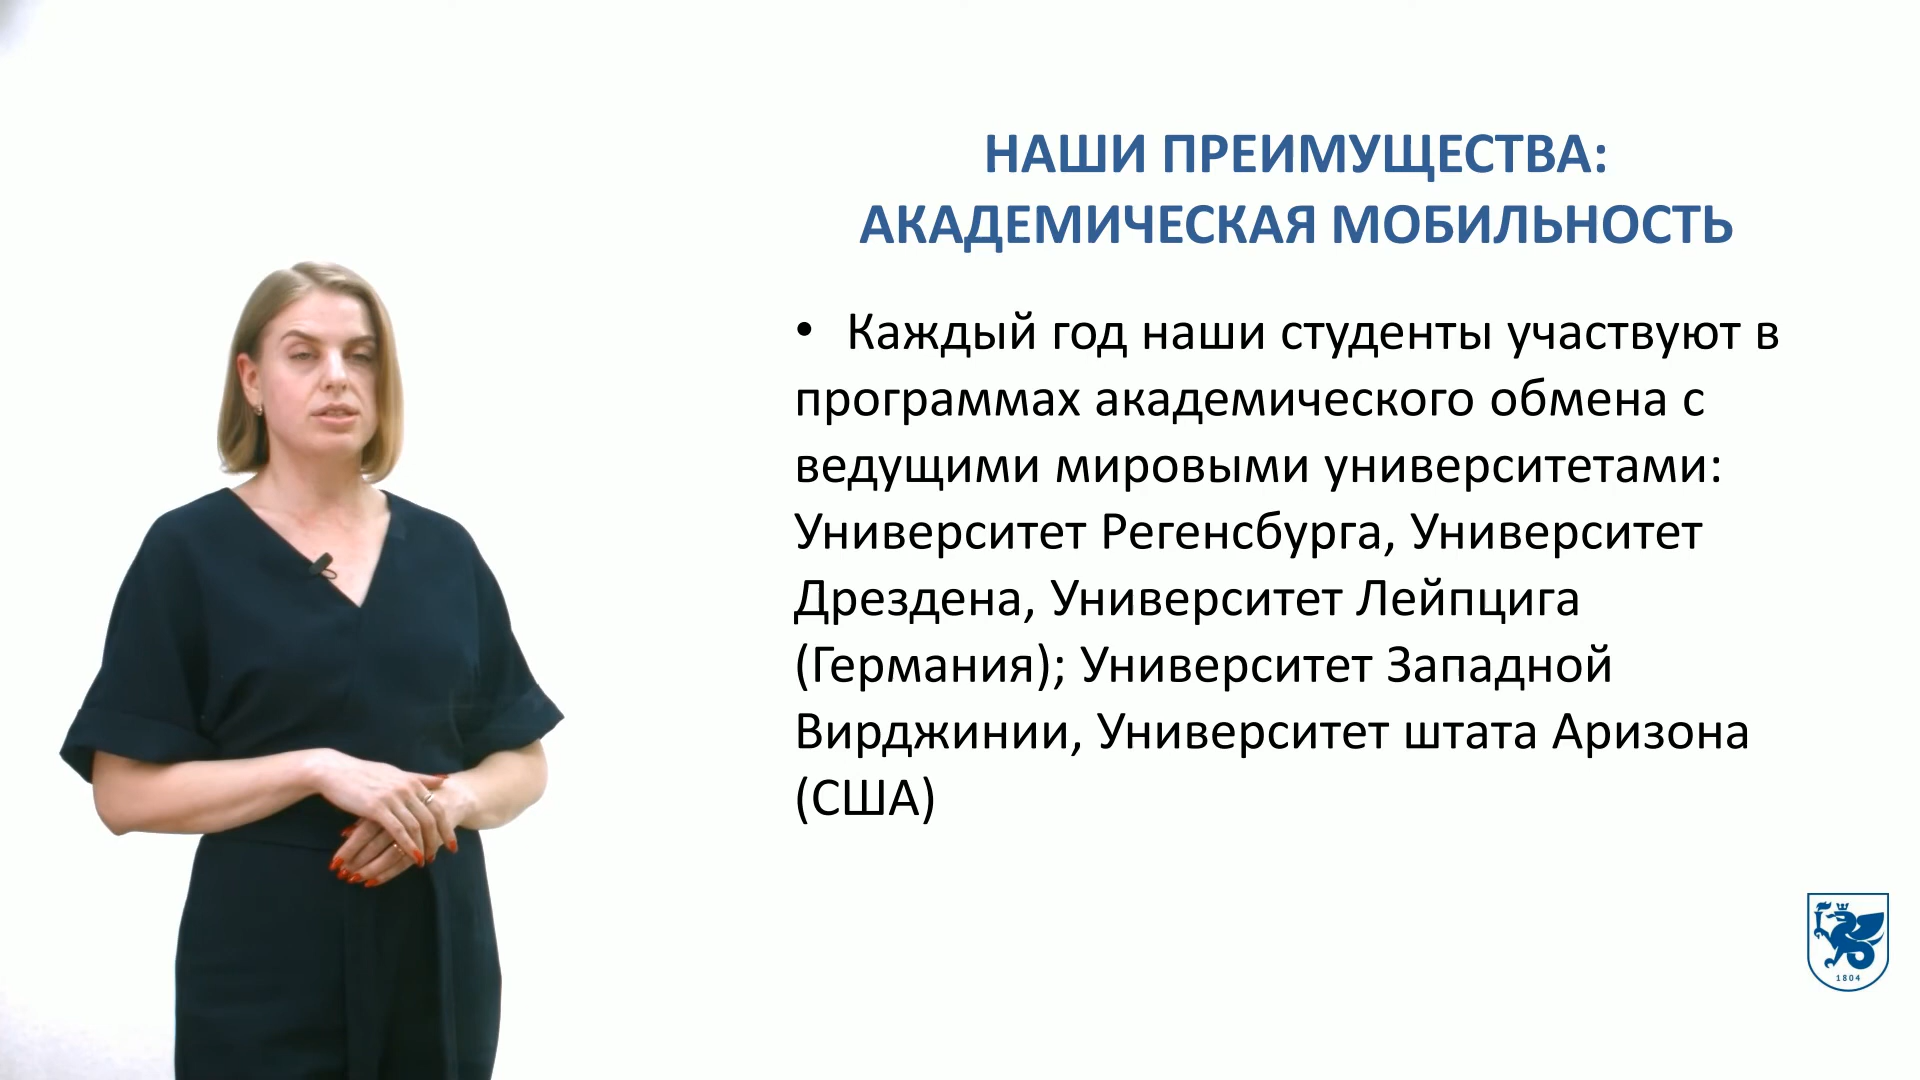 НАШИ ПРЕИМУЩЕСТВА:
АКАДЕМИЧЕСКАЯ МОБИЛЬНОСТЬ
• Каждый год наши студенты участвуют в
программах академического обмена с
ведущими мировыми университетами:
Университет Регенсбурга, Университет
Дрездена, Университет Лейпцига
(Германия); Университет Западной
Вирджинии, Университет штата Аризона
(США)
1804